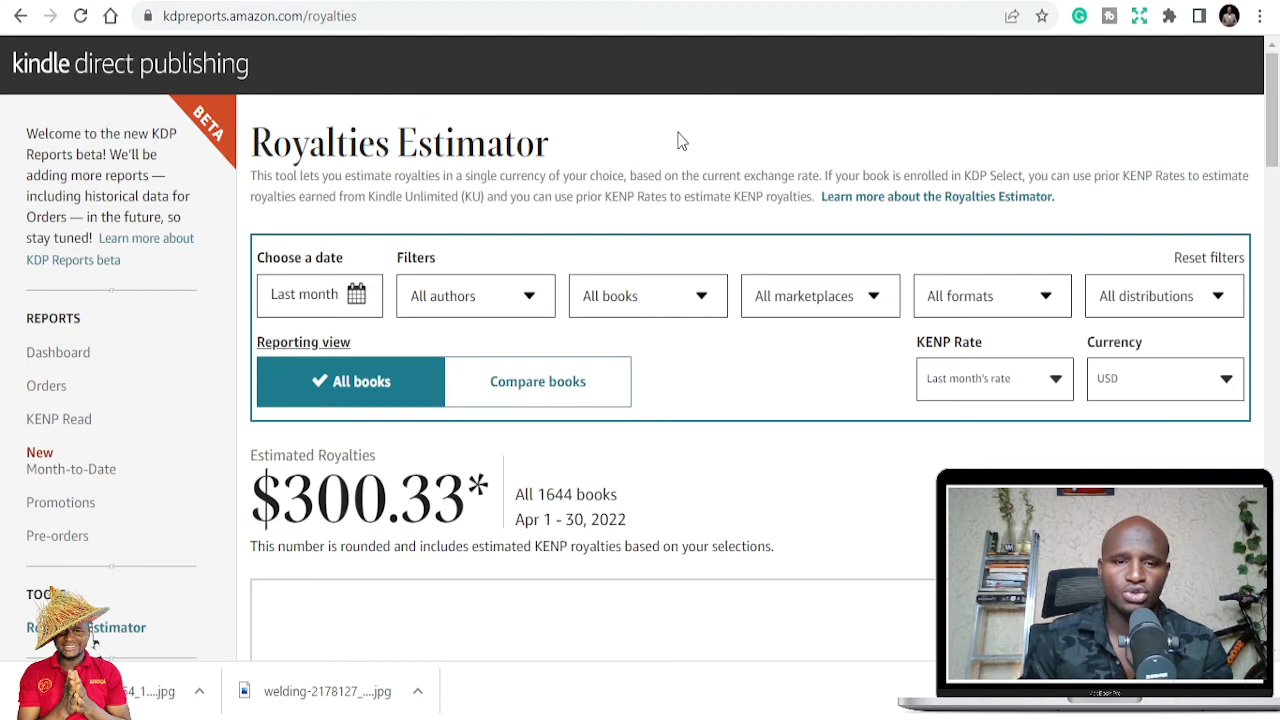 kdpreports.amazon.com/royalties
kindle direct publishing
BETA
Welcome to the new KDP
Reports beta! We'll be
adding more reports —
including historical data for
Orders — in the future, so
stay tuned! Learn more about
KDP Reports beta
REPORTS
Dashboard
Orders
KENP Read
New
Month-to-Date
Promotions
Pre-orders
Estimator
Royalties Estimator
This tool lets you estimate royalties in a single currency of your choice, based on the current exchange rate. If your book is enrolled in KDP Select, you can use prior KENP Rates to estimate
royalties earned from Kindle Unlimited (KU) and you can use prior KENP Rates to estimate KENP royalties. Learn more about the Royalties Estimator.
Choose a date
Filters
Reset filters
Last month
All authors
All books
All marketplaces
All formats
All distributions
Reporting view
KENP Rate
Currency
All books
Compare books
Last month's rate
USD
Estimated Royalties
$300.33*
All 1644 books
Apr 1 - 30, 2022
This number is rounded and includes estimated KENP royalties based on your selections.
54_1....jpg
welding-2178127_...jpg
MacBook Pro